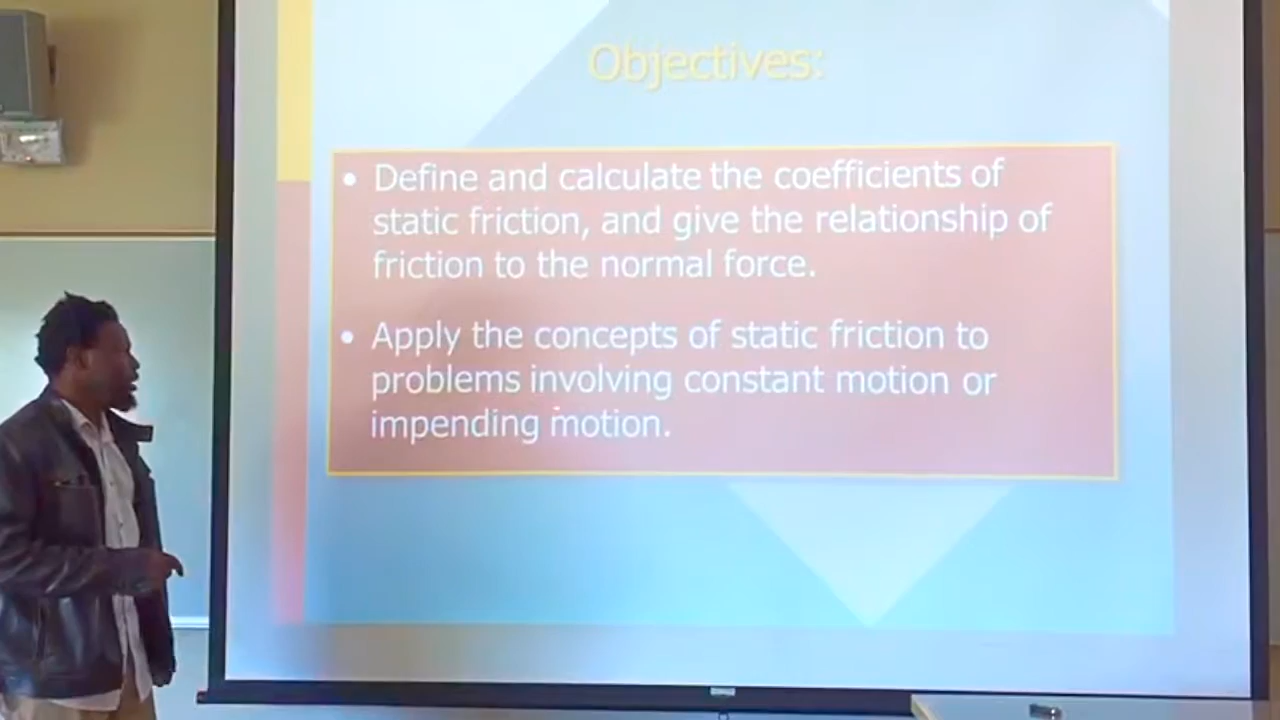 Objectives:
• Define and calculate the coefficients of
static friction, and give the relationship of
friction to the normal force.
• Apply the concepts of static friction to
problems involving constant motion or
impending motion.